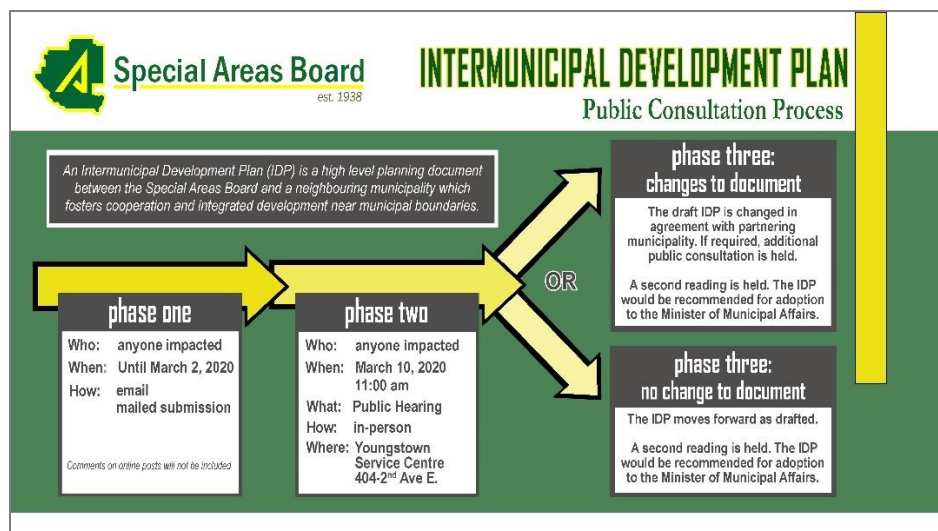 Special Areas Board
est. 1938
INTERMUNICIPAL DEVELOPMENT PLAN
Public Consultation Process
An Intermunicipal Development Plan (IDP) is a high level planning document
between the Special Areas Board and a neighbouring municipality which
fosters cooperation and integrated development near municipal boundaries.
phase one
Who: anyone impacted
When: Until March 2, 2020
How: email
mailed submission
Comments on online posts will not be included
phase two
Who: anyone impacted
When: March 10, 2020
11:00 am
What: Public Hearing
How: in-person
Where: Youngstown
Service Centre
404-2nd Ave E.
OR
phase three:
changes to document
The draft IDP is changed in
agreement with partnering
municipality. If required, additional
public consultation is held.
A second reading is held. The IDP
would be recommended for adoption
to the Minister of Municipal Affairs.
phase three:
no change to document
The IDP moves forward as drafted.
A second reading is held. The IDP
would be recommended for adoption
to the Minister of Municipal Affairs.